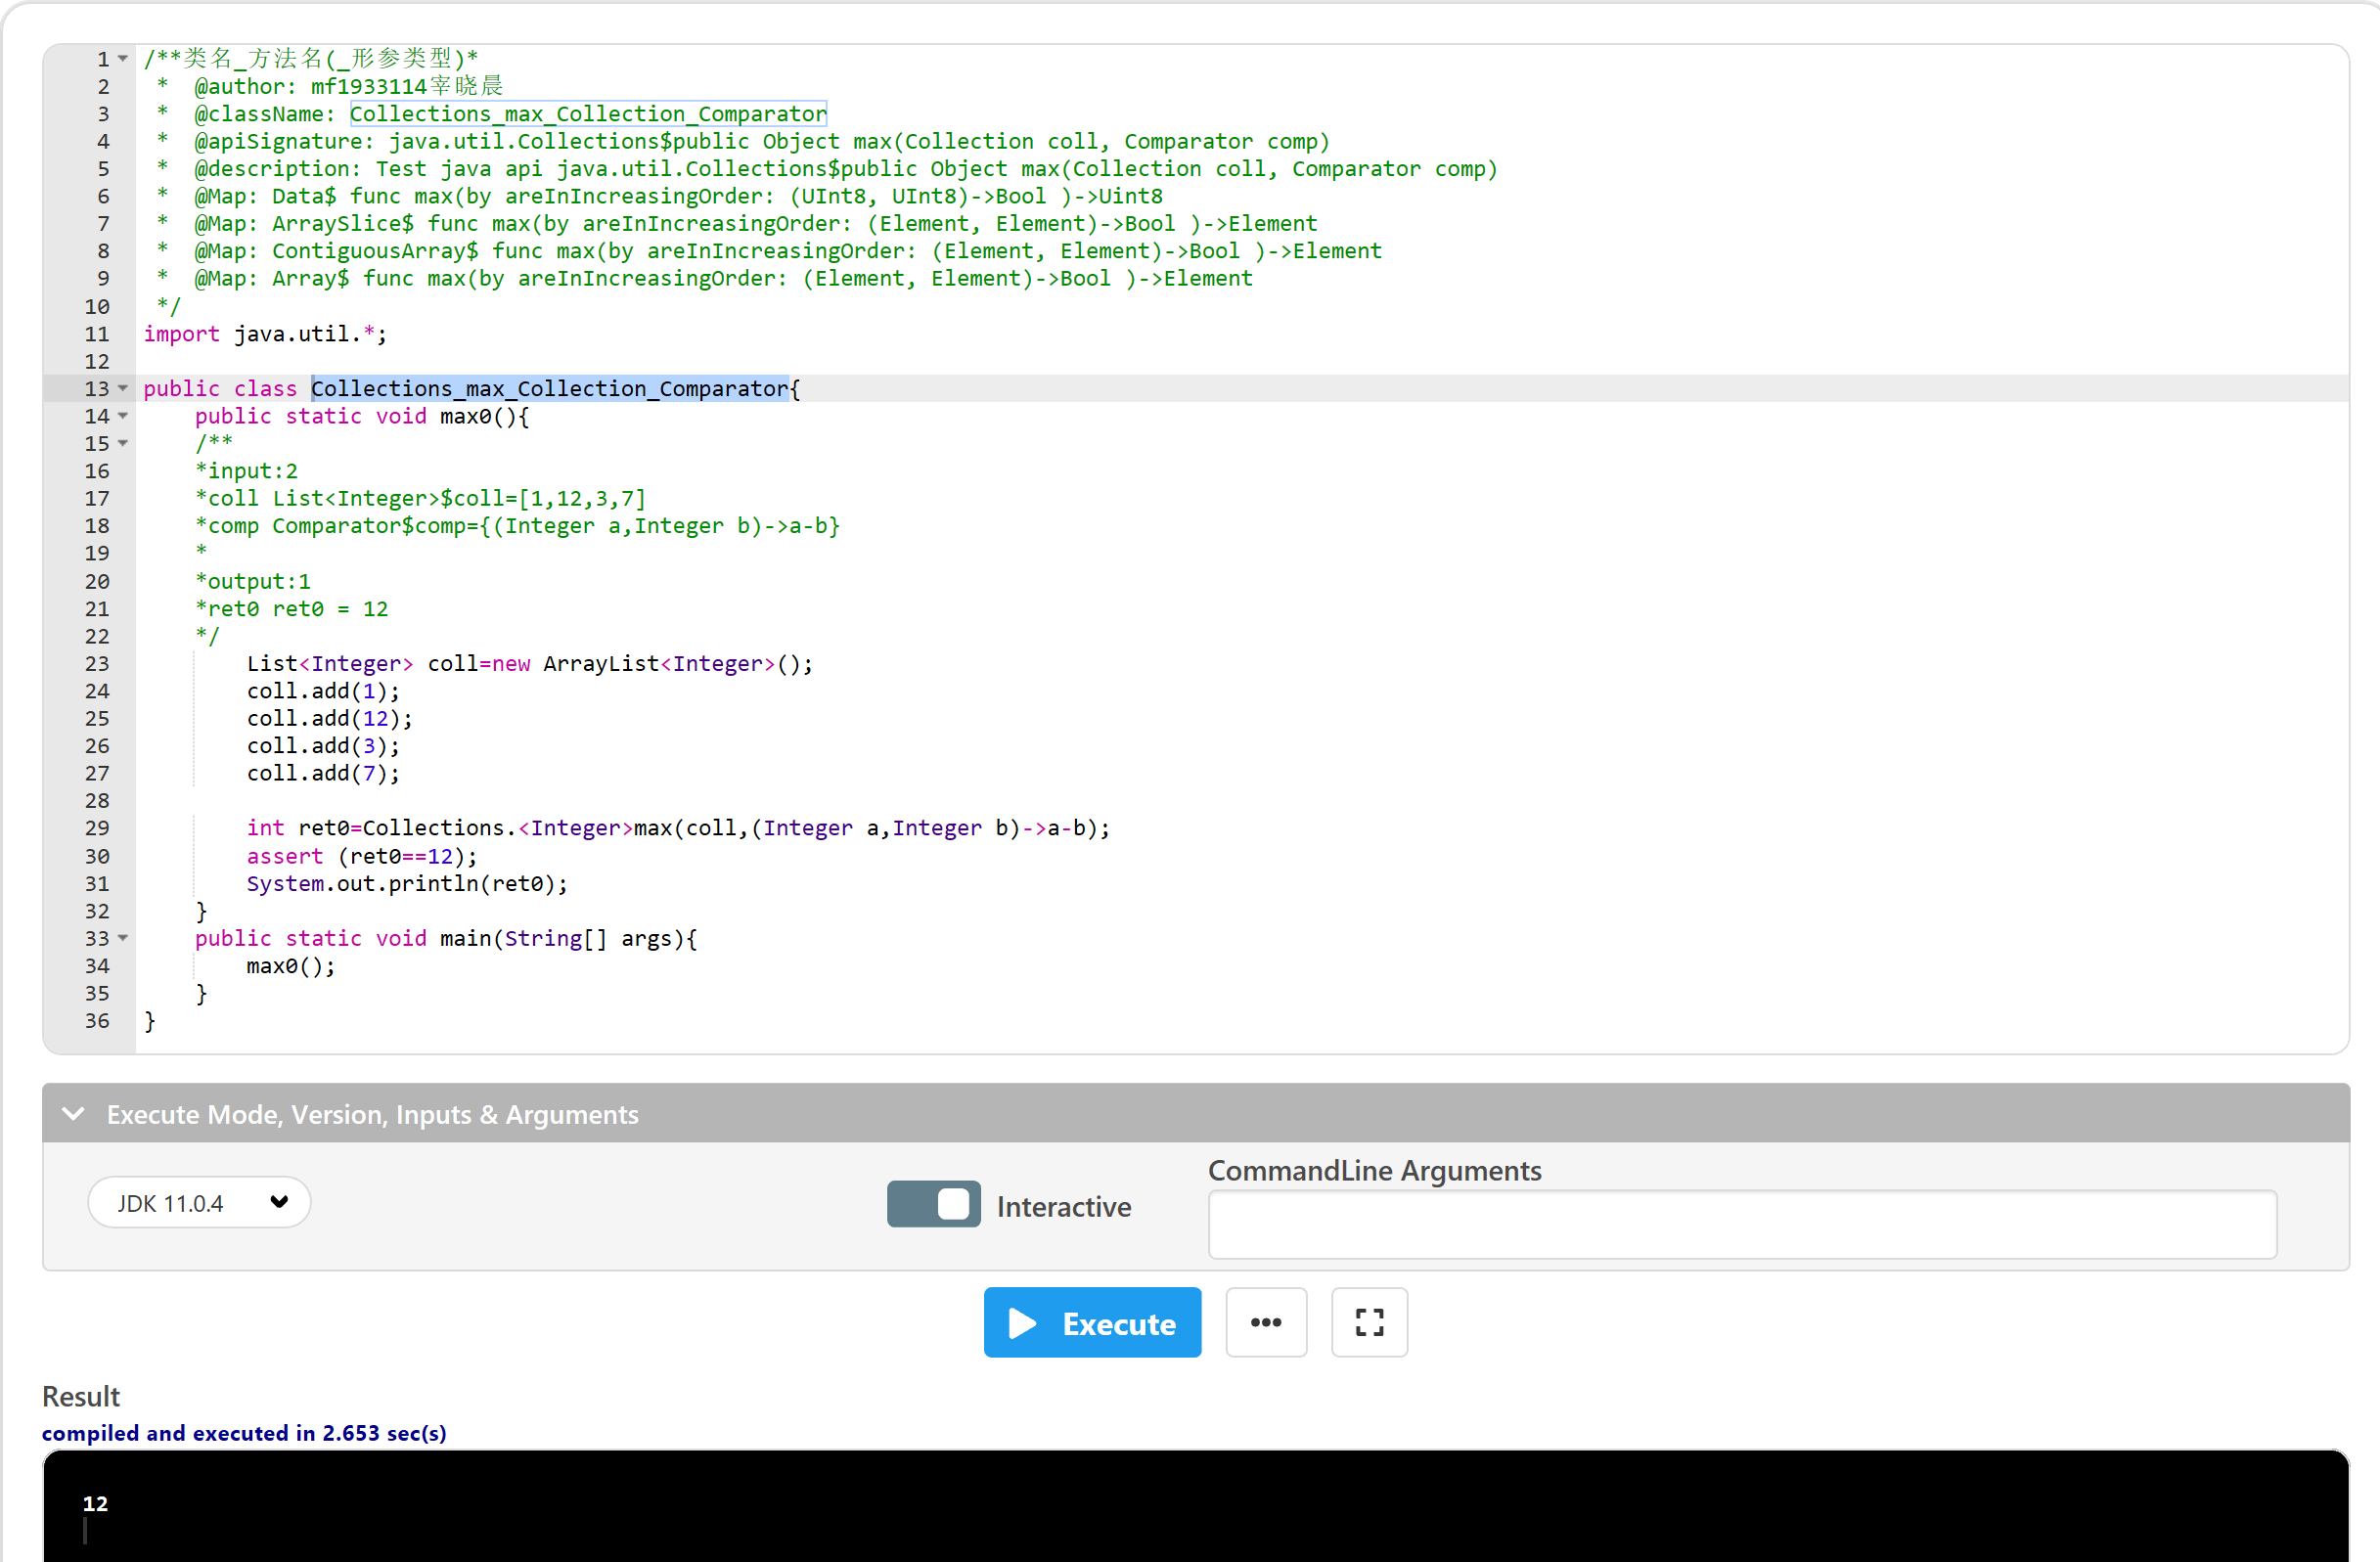 1 /**类名_方法名(_形参类型)*
2  *  @author: mf1933114宰晓晨
3  *  @className: Collections_max_Collection_Comparator
4  *  @apiSignature: java.util.Collections$public Object max(Collection coll, Comparator comp)
5  *  @description: Test java api java.util.Collections$public Object max(Collection coll, Comparator comp)
6  *  @Map: Data$ func max(by areInIncreasingOrder: (UInt8, UInt8)->Bool )->Uint8
7  *  @Map: ArraySlice$ func max(by areInIncreasingOrder: (Element, Element)->Bool )->Element
8  *  @Map: ContiguousArray$ func max(by areInIncreasingOrder: (Element, Element)->Bool )->Element
9  *  @Map: Array$ func max(by areInIncreasingOrder: (Element, Element)->Bool )->Element
10  */
11 import java.util.*;
12
13 public class Collections_max_Collection_Comparator{
14     public static void max0(){
15     /**
16     *input:2
17     *coll List<Integer>$coll=[1,12,3,7]
18     *comp Comparator$comp={(Integer a,Integer b)->a-b}
19     *
20     *output:1
21     *ret0 ret0 = 12
22     */
23         List<Integer> coll=new ArrayList<Integer>();
24         coll.add(1);
25         coll.add(12);
26         coll.add(3);
27         coll.add(7);
28
29         int ret0=Collections.<Integer>max(coll,(Integer a,Integer b)->a-b);
30         assert (ret0==12);
31         System.out.println(ret0);
32     }
33     public static void main(String[] args){
34         max0();
35     }
36 }
Execute Mode, Version, Inputs & Arguments
CommandLine Arguments
JDK 11.0.4
Interactive
Execute
Result
compiled and executed in 2.653 sec(s)
12